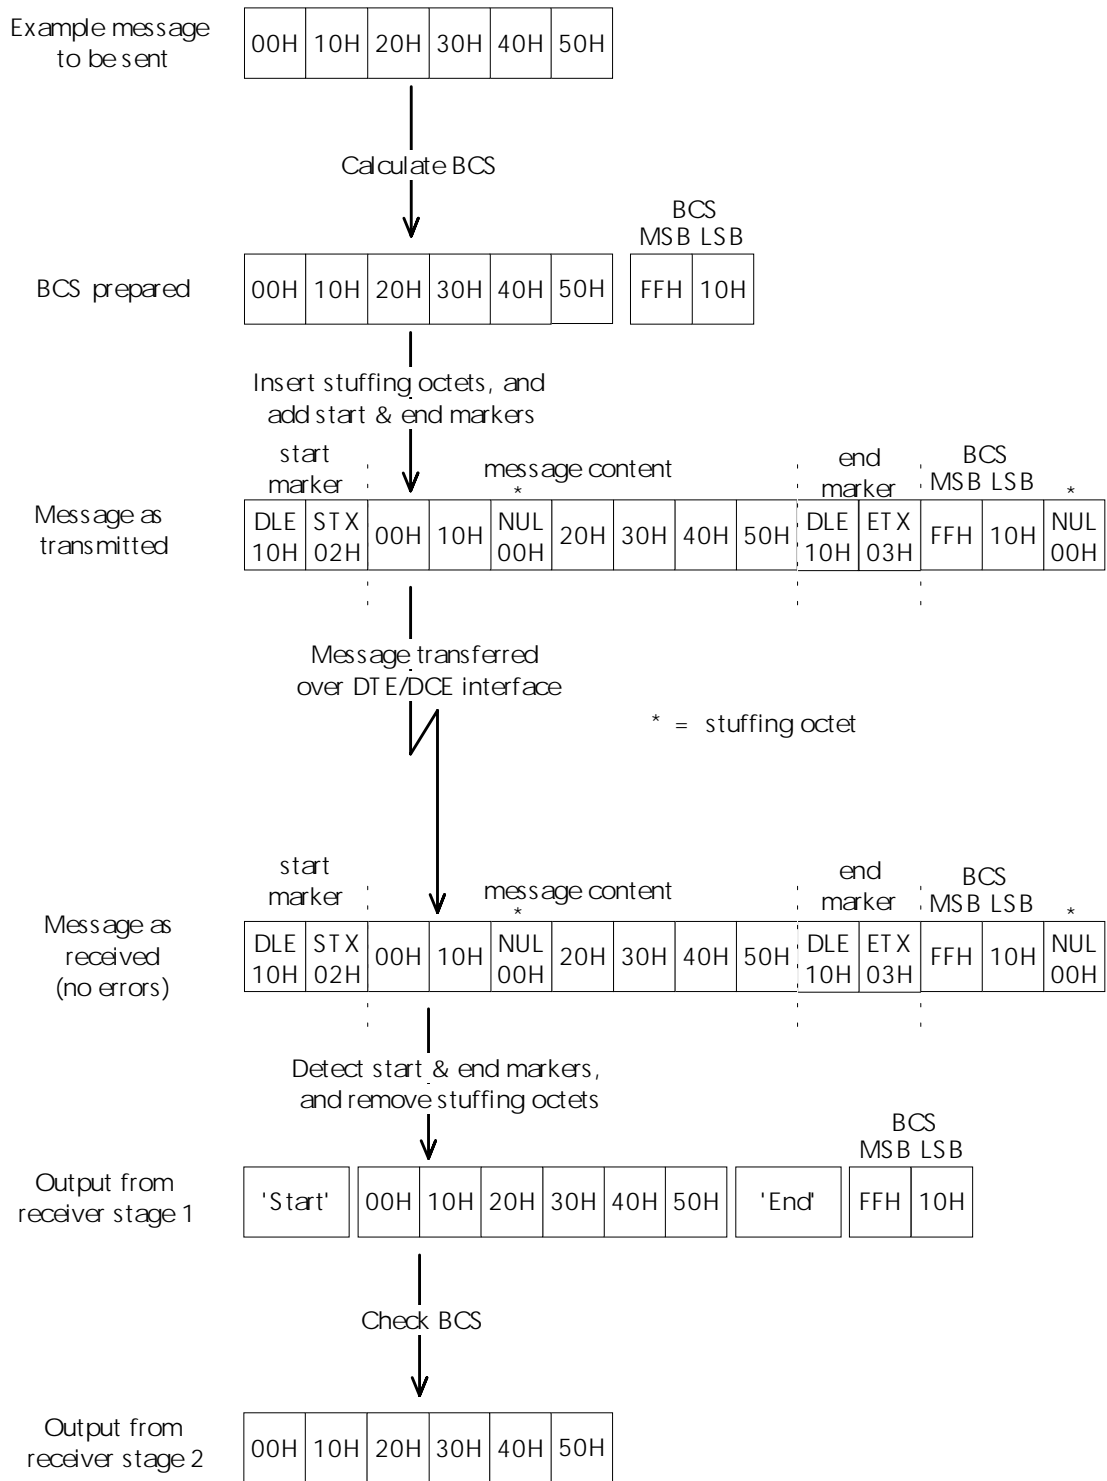 Example message
to be sent
00H 10H 20H 30H 40H 50H
Calculate BCS
BCS
MSB LSB
BCS prepared
00H 10H 20H 30H 40H 50H FFH 10H
Insert stuffing octets, and
add start & end markers
start
marker
message content
*
end
marker
BCS
MSB LSB
*
Message as
transmitted
DLE STX 00H 10H NUL 20H 30H 40H 50H DLE ETX FFH 10H NUL
10H 02H 00H 10H 03H 00H
Message transferred
over DTE/DCE interface
* = stuffing octet
start
marker
message content
*
end
marker
BCS
MSB LSB
*
Message as
received
(no errors)
DLE STX 00H 10H NUL 20H 30H 40H 50H DLE ETX FFH 10H NUL
10H 02H 00H 10H 03H 00H
Detect start & end markers,
and remove stuffing octets
BCS
MSB LSB
Output from
receiver stage 1
'Start' 00H 10H 20H 30H 40H 50H 'End' FFH 10H
Check BCS
Output from
receiver stage 2
00H 10H 20H 30H 40H 50H